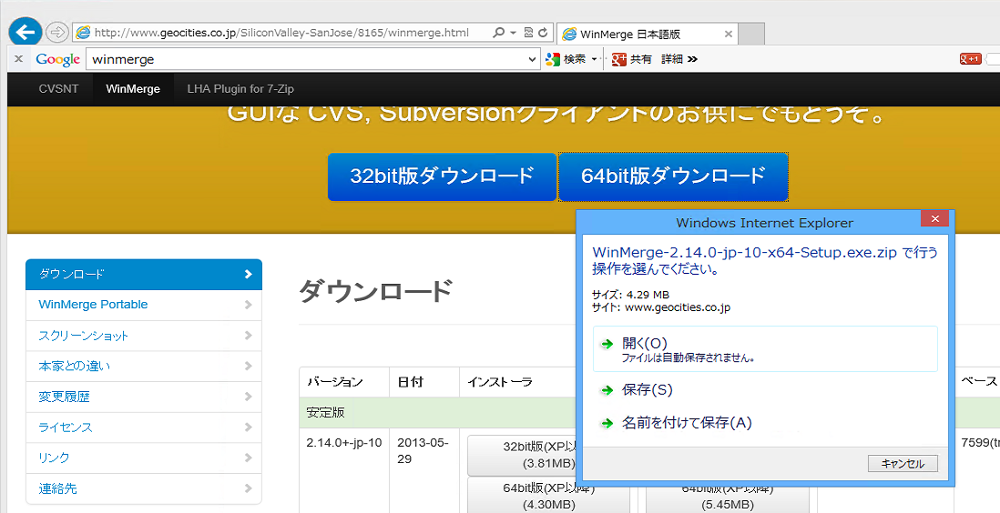 http://www.geocities.co.jp/SiliconValley-SanJose/8165/winmerge.html
WinMerge 日本語版
Google winmerge 検索 共有 詳細
CVSNT WinMerge LHA Plugin for 7-Zip
GUIな CVS, Subversionクライアントのお供にでもどうぞ。
32bit版ダウンロード 64bit版ダウンロード
Windows Internet Explorer
WinMerge-2.14.0-jp-10-x64-Setup.exe.zip で行う
操作を選んでください。
サイズ: 4.29 MB
サイト: www.geocities.co.jp
開く(O)
ファイルは自動保存されません。
保存(S)
名前を付けて保存(A)
キャンセル
ダウンロード
WinMerge Portable
スクリーンショット
本家との違い
変更履歴
ライセンス
リンク
連絡先
ダウンロード
バージョン 日付 インストーラ ベース
安定版
2.14.0+-jp-10 2013-05-29
32bit版(XP以
(3.81MB)
64bit版(XP以降)
(4.30MB)
64bit版(XP以降)
(5.45MB)
7599(tr